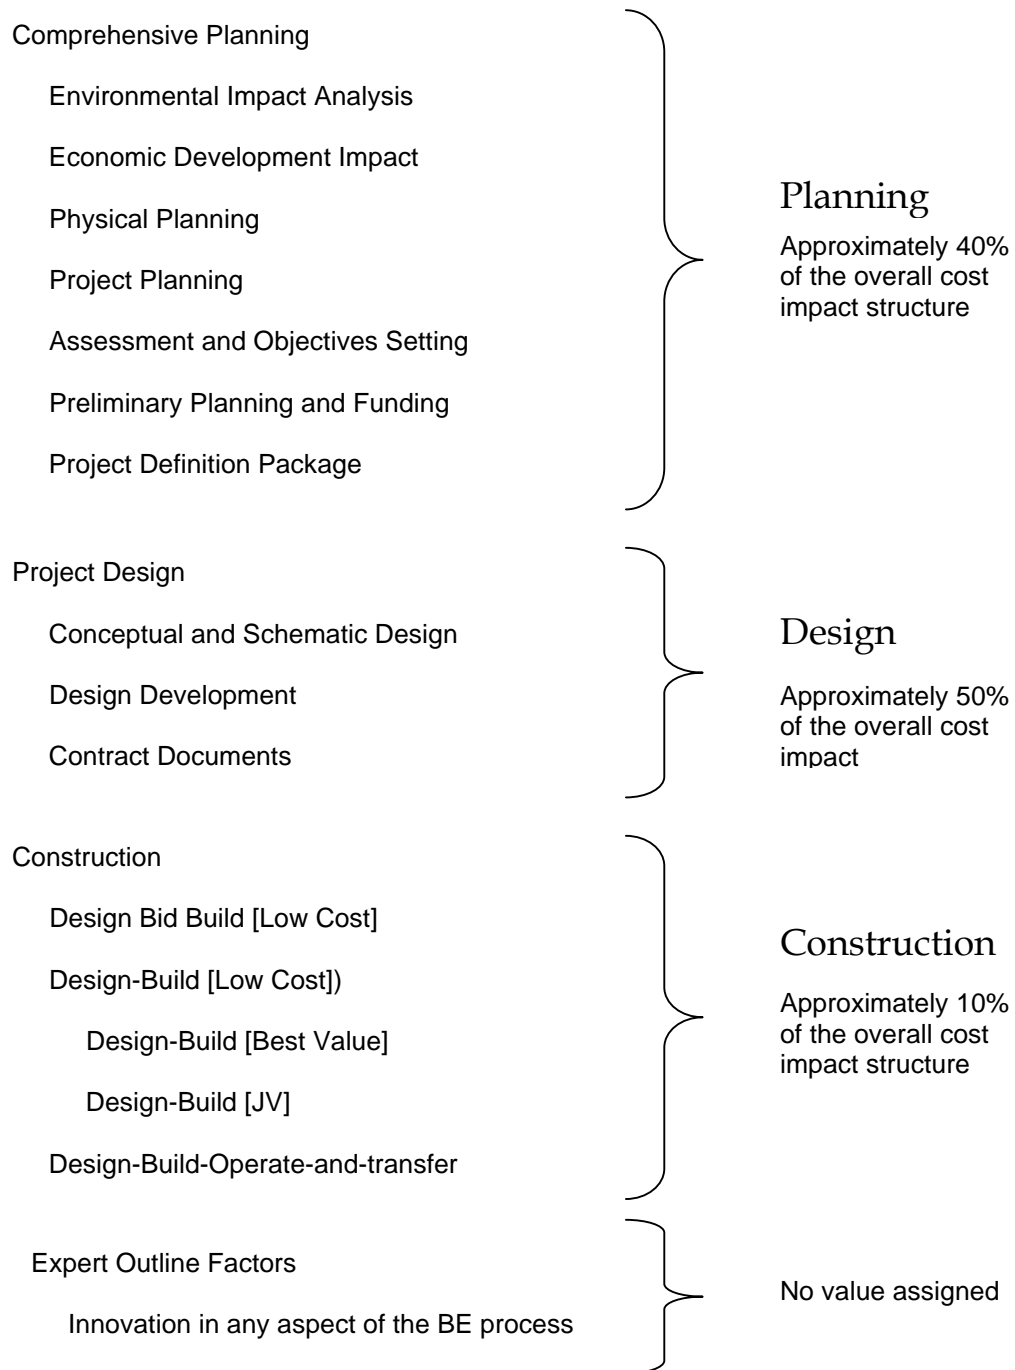 Comprehensive Planning
Environmental Impact Analysis
Economic Development Impact
Physical Planning
Project Planning
Assessment and Objectives Setting
Preliminary Planning and Funding
Project Definition Package
Planning
Approximately 40%
of the overall cost
impact structure
Project Design
Conceptual and Schematic Design
Design Development
Contract Documents
Design
Approximately 50%
of the overall cost
impact
Construction
Design Bid Build [Low Cost]
Design-Build [Low Cost])
Design-Build [Best Value]
Design-Build [JV]
Design-Build-Operate-and-transfer
Construction
Approximately 10%
of the overall cost
impact structure
Expert Outline Factors
Innovation in any aspect of the BE process
No value assigned